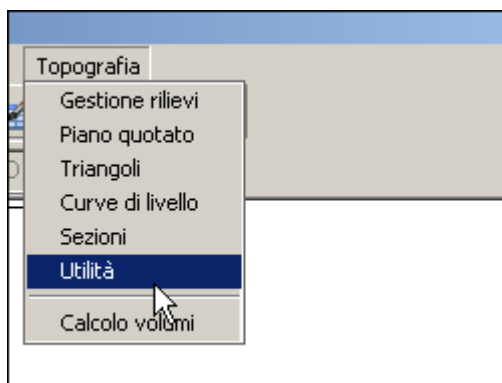 Topografia
Gestione rilievi
Piano quotato
Triangoli
Curve di livello
Sezioni
Utilità
Calcolo volumi